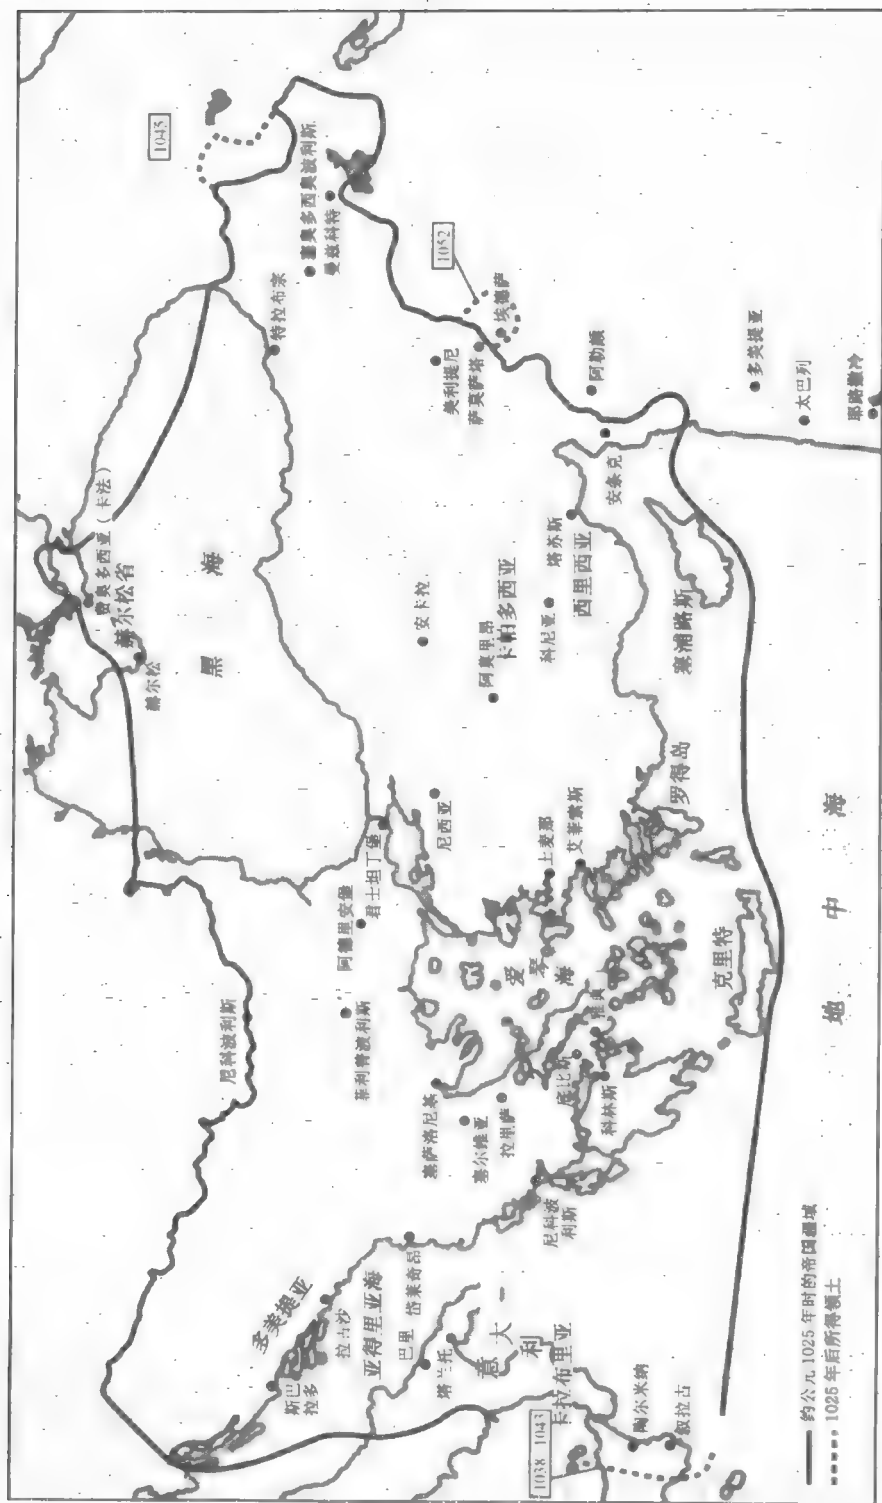 1045
塞奥多西奥波利斯
曼兹科特
特拉布宗
1052
埃德萨
美利提尼
萨莫萨塔
阿勒颇
太巴列
耶路撒冷
安条克
费奥多西亚（卡法）
赫尔松省
赫尔松
黑海
安卡拉
阿莫里昂
卡帕多西亚
科尼亚
塔苏斯
西里西亚
塞浦路斯
君士坦丁堡
尼西亚
阿德里安堡
菲利普波利斯
尼科波利斯
士麦那
艾菲索斯
罗得岛
爱琴海
雅典
克里特
地中海
塞萨洛尼基
塞尔维亚
拉里萨
底比斯
科林斯
尼科波
利斯
多美提亚
斯巴
拉多
拉古沙
亚得里亚海
岱莱奇昂
巴里
塔兰托
意大利
卡拉布里亚
1038 1043
陶尔米纳
叙拉古
约公元1025年时的帝国疆域
1025年后所得领土